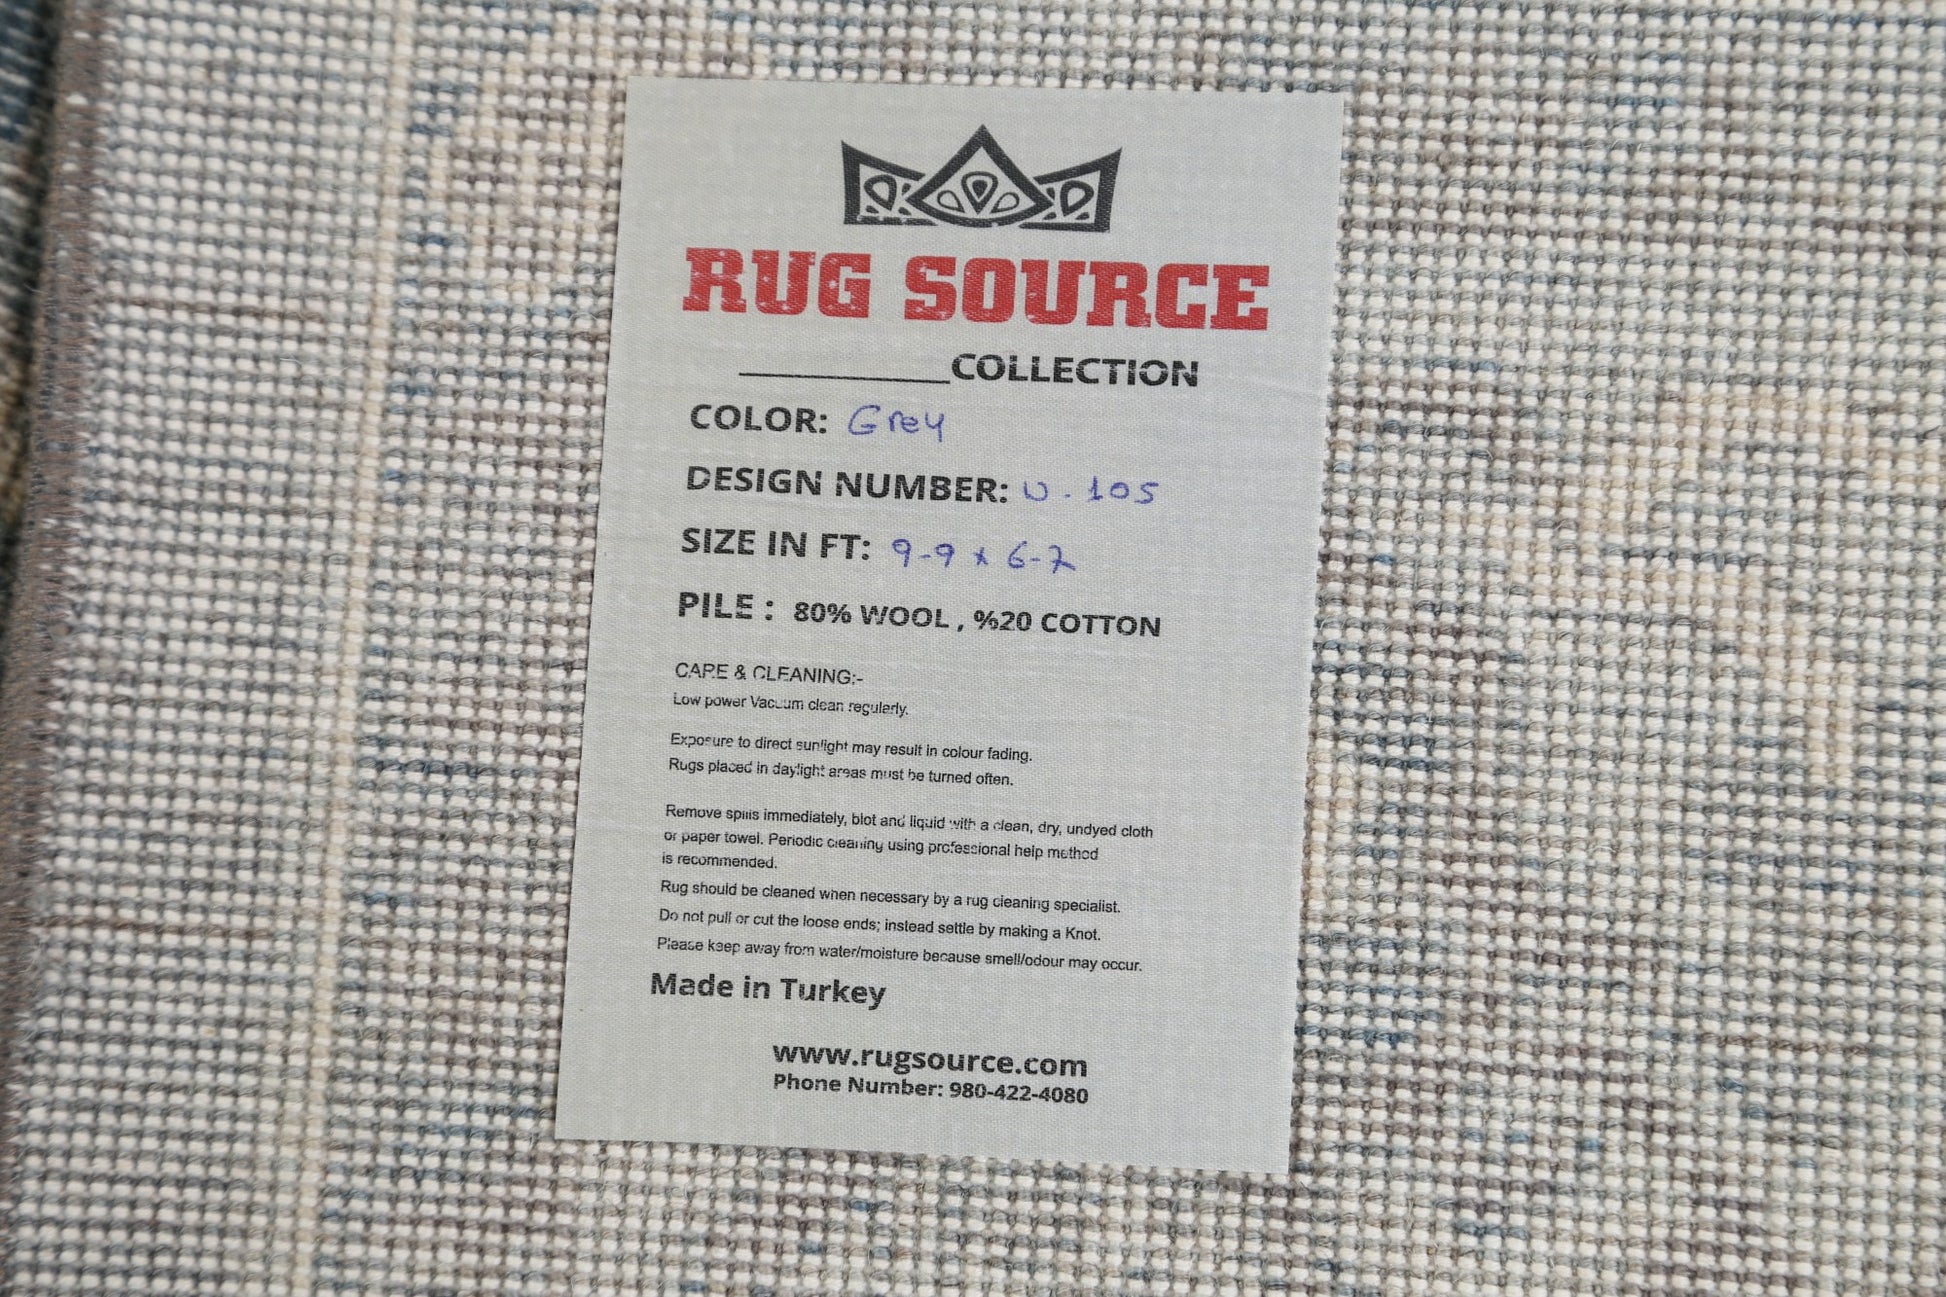 RUG SOURCE
__________COLLECTION
COLOR: Grey
DESIGN NUMBER: U-105
SIZE IN FT: 9-9 x 6-7
PILE : 80% WOOL , %20 COTTON
CARE & CLEANING:-
Low power Vacuum clean regularly.
Exposure to direct sunlight may result in colour fading.
Rugs placed in daylight areas must be turned often.
Remove spills immediately, blot and liquid with a clean, dry, undyed cloth
or paper towel. Periodic cleaning using professional help method
is recommended.
Rug should be cleaned when necessary by a rug cleaning specialist.
Do not pull or cut the loose ends; instead settle by making a Knot.
Please keep away from water/moisture because smell/odour may occur.
Made in Turkey
www.rugsource.com
Phone Number: 980-422-4080